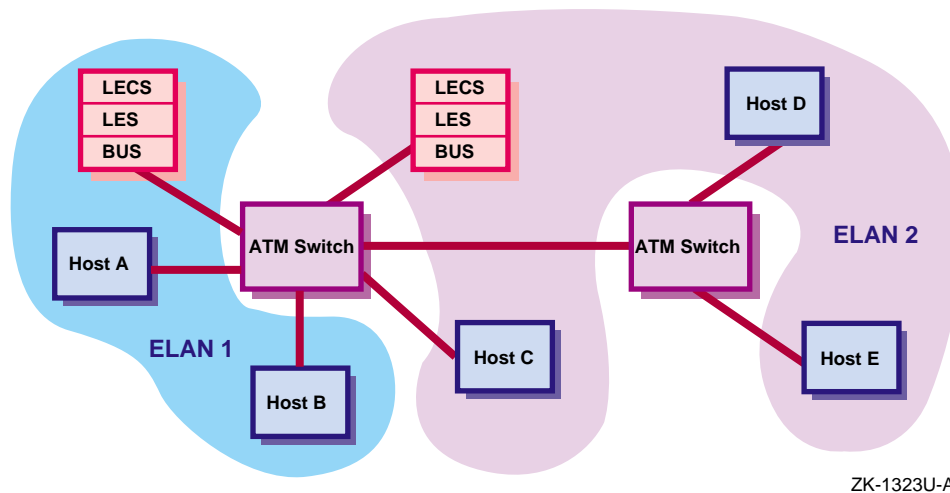 LECS
LES
BUS
LECS
LES
BUS
Host D
ATM Switch
ATM Switch
ELAN 2
Host A
ELAN 1
Host C
Host E
Host B
ZK-1323U-A